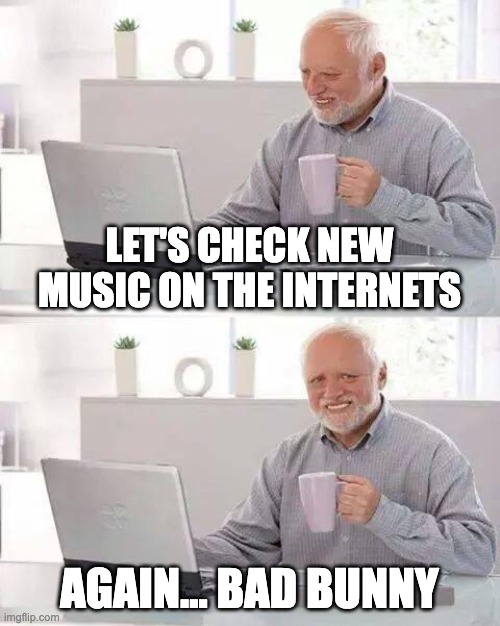 LET'S CHECK NEW
MUSIC ON THE INTERNETS
AGAIN... BAD BUNNY
imgflip.com